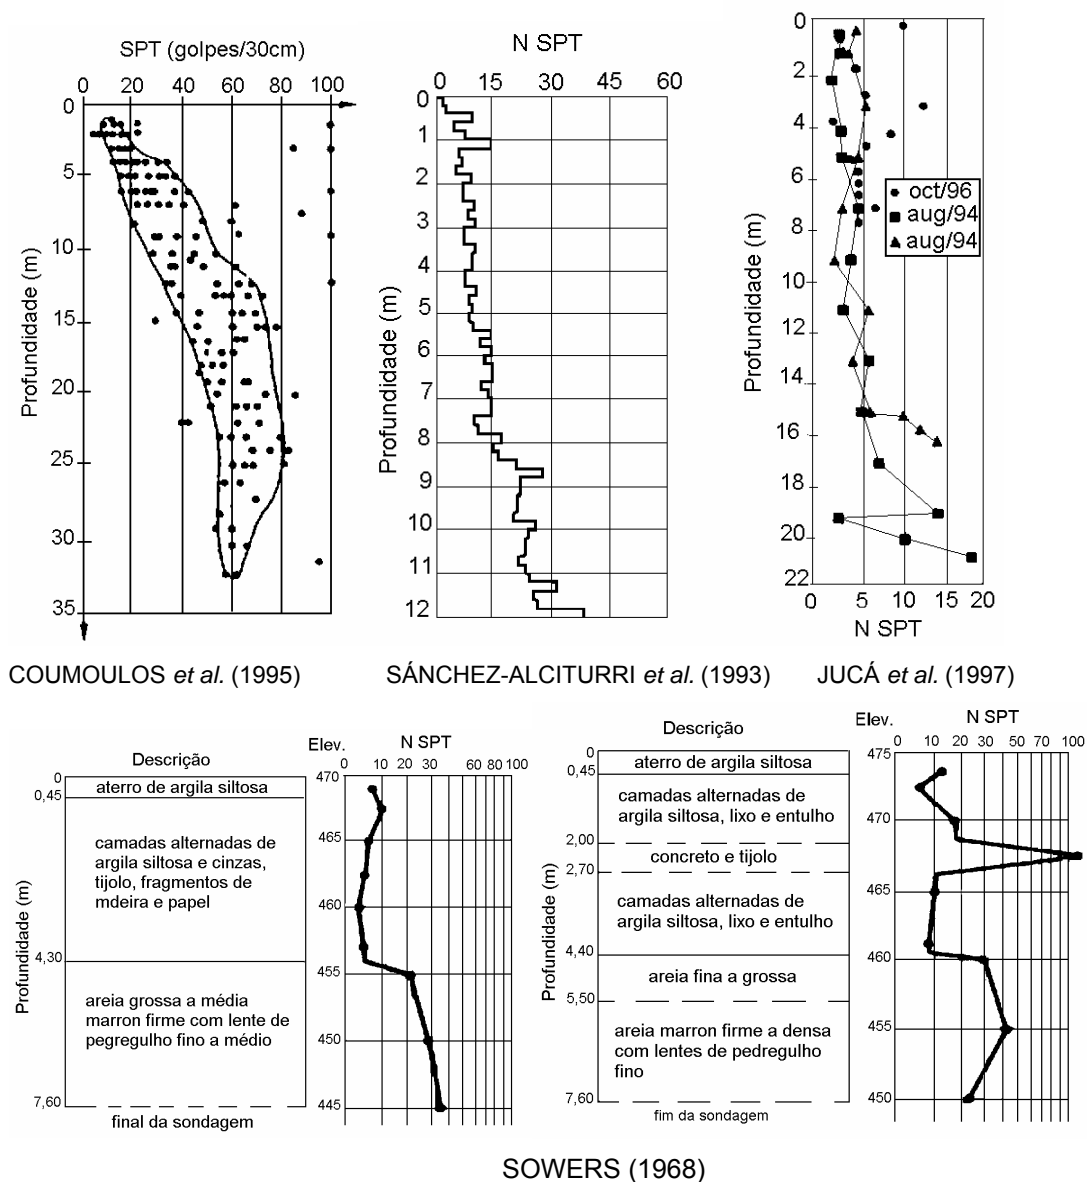 SPT (golpes/30cm)
0 20 40 60 80 100
0
5
10
15
20
25
30
35
Profundidade (m)
N SPT
0 15 30 45 60
0
1
2
3
4
5
6
7
8
9
10
11
12
Profundidade (m)
0
2
4
6
8
10
12
14
16
18
20
22
Profundidade (m)
oct/96
aug/94
aug/94
0 5 10 15 20
N SPT
COUMOULOS et al. (1995)
SÁNCHEZ-ALCITURRI et al. (1993)
JUCÁ et al. (1997)
Descrição
0
aterro de argila siltosa
0,45
camadas alternadas de
argila siltosa e cinzas,
tijolo, fragmentos de
mdeira e papel
4,30
areia grossa a média
marron firme com lente de
pegregulho fino a médio
7,60
final da sondagem
Profundidade (m)
Elev.
N SPT
0 10 20 30 60 80 100
470
465
460
455
450
445
Descrição
0
aterro de argila siltosa
0,45
camadas alternadas de
argila siltosa, lixo e entulho
2,00
concreto e tijolo
2,70
camadas alternadas de
argila siltosa, lixo e entulho
4,40
areia fina a grossa
5,50
areia marron firme a densa
com lentes de pedregulho
fino
7,60
fim da sondagem
Profundidade (m)
Elev.
N SPT
0 10 20 30 50 70 100
475
470
465
460
455
450
SOWERS (1968)